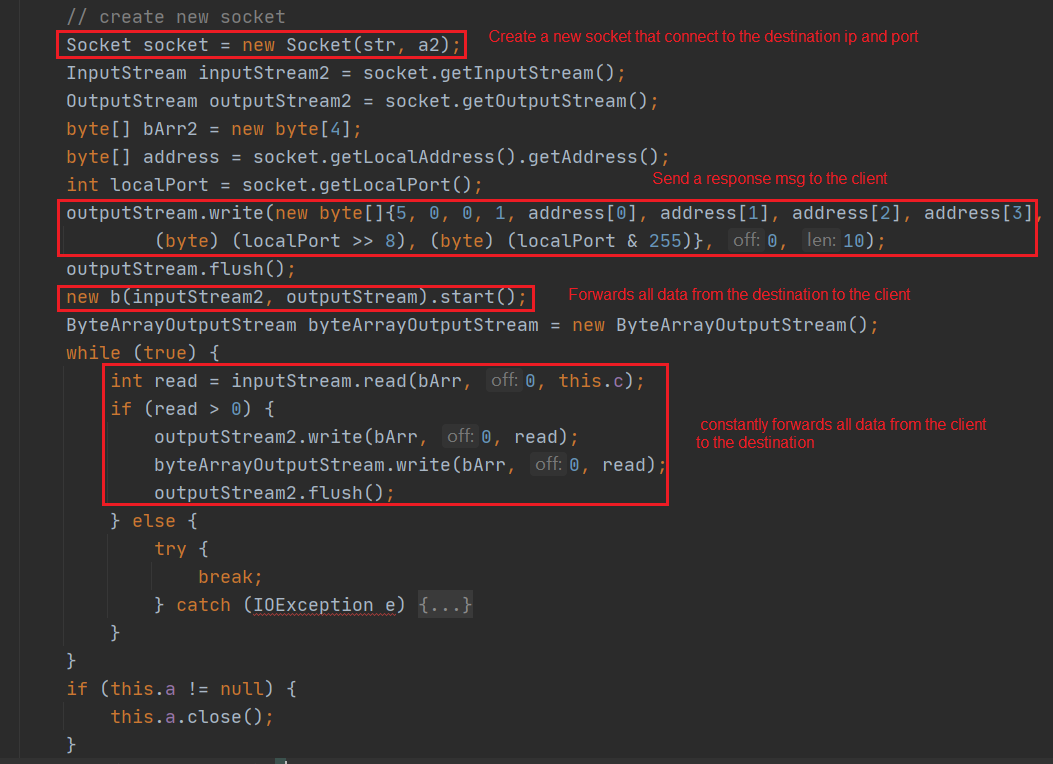 // create new socket
Socket socket = new Socket(str, a2);
Create a new socket that connect to the destination ip and port
InputStream inputStream2 = socket.getInputStream();
OutputStream outputStream2 = socket.getOutputStream();
byte[] bArr2 = new byte[4];
byte[] address = socket.getLocalAddress().getAddress();
int localPort = socket.getLocalPort();
Send a response msg to the client
outputStream.write(new byte[]{5, 0, 0, 1, address[0], address[1], address[2], address[3],
(byte) (localPort >> 8), (byte) (localPort & 255)}, off: 0, len: 10);
outputStream.flush();
new b(inputStream2, outputStream).start();
Forwards all data from the destination to the client
ByteArrayOutputStream byteArrayOutputStream = new ByteArrayOutputStream();
while (true) {
int read = inputStream.read(bArr, off: 0, this.c);
if (read > 0) {
outputStream2.write(bArr, off: 0, read);
constantly forwards all data from the client
to the destination
byteArrayOutputStream.write(bArr, off: 0, read);
outputStream2.flush();
} else {
try {
break;
} catch (IOException e) {...}
}
}
if (this.a != null) {
this.a.close();
}